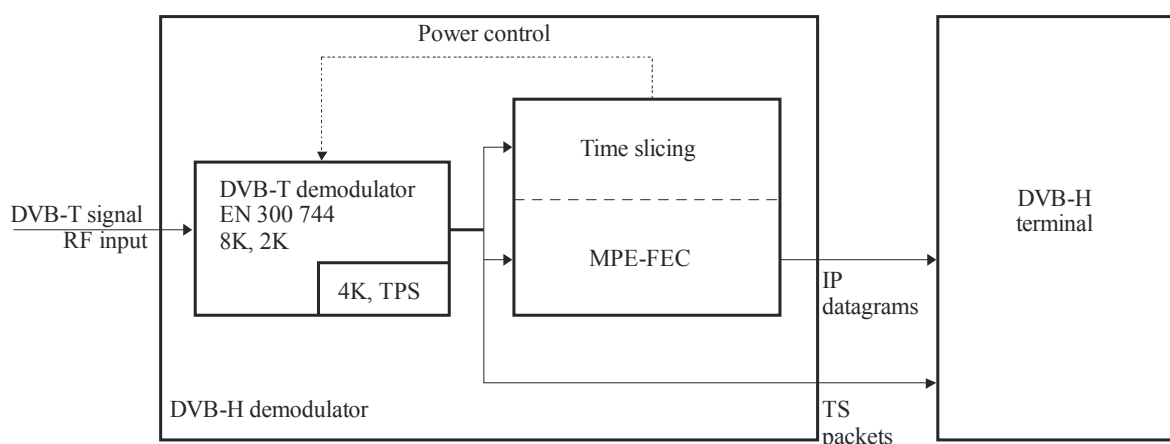 Power control
Time slicing
DVB-T demodulator
EN 300 744
8K, 2K
4K, TPS
DVB-T signal
RF input
MPE-FEC
DVB-H
terminal
IP
datagrams
TS
packets
DVB-H demodulator